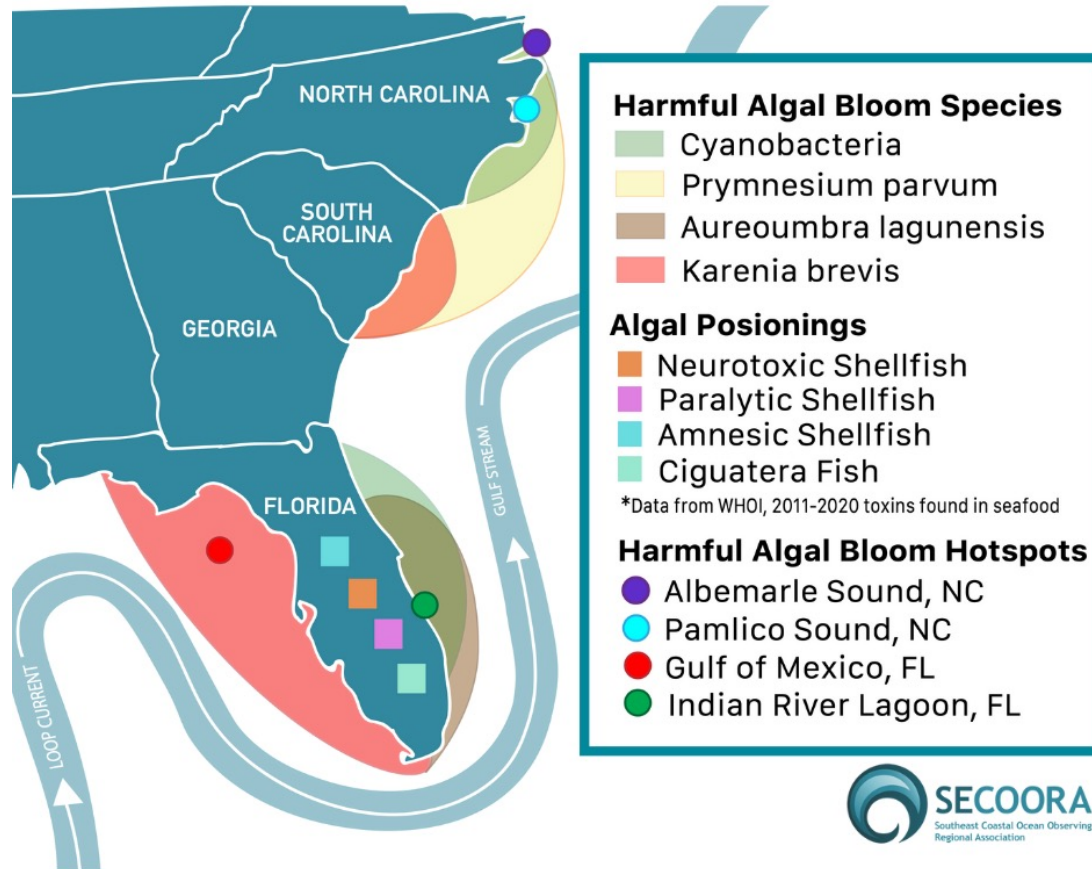 NORTH CAROLINA
SOUTH
CAROLINA
GEORGIA
FLORIDA
GULF STREAM
LOOP CURRENT
Harmful Algal Bloom Species
Cyanobacteria
Prymnesium parvum
Aureoumbra lagunensis
Karenia brevis
Algal Posionings
Neurotoxic Shellfish
Paralytic Shellfish
Amnesic Shellfish
Ciguatera Fish
*Data from WHOI, 2011-2020 toxins found in seafood
Harmful Algal Bloom Hotspots
Albemarle Sound, NC
Pamlico Sound, NC
Gulf of Mexico, FL
Indian River Lagoon, FL
SECOORA
Southeast Coastal Ocean Observing
Regional Association